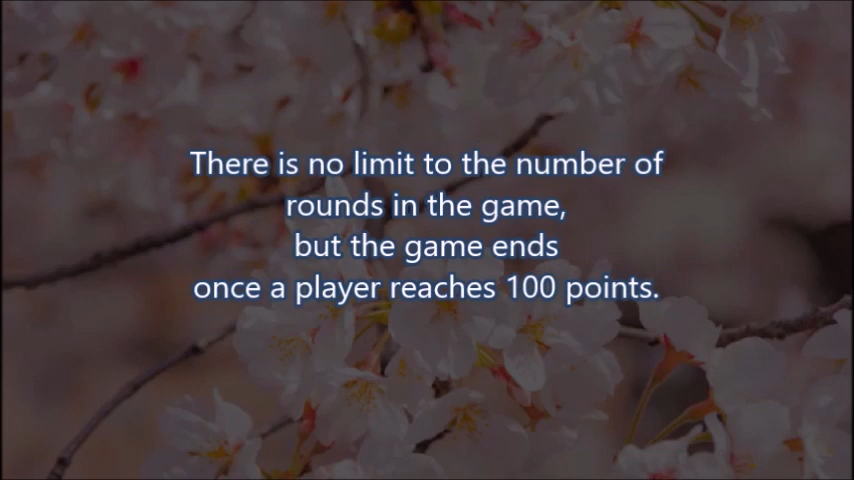 There is no limit to the number of
rounds in the game,
but the game ends
once a player reaches 100 points.